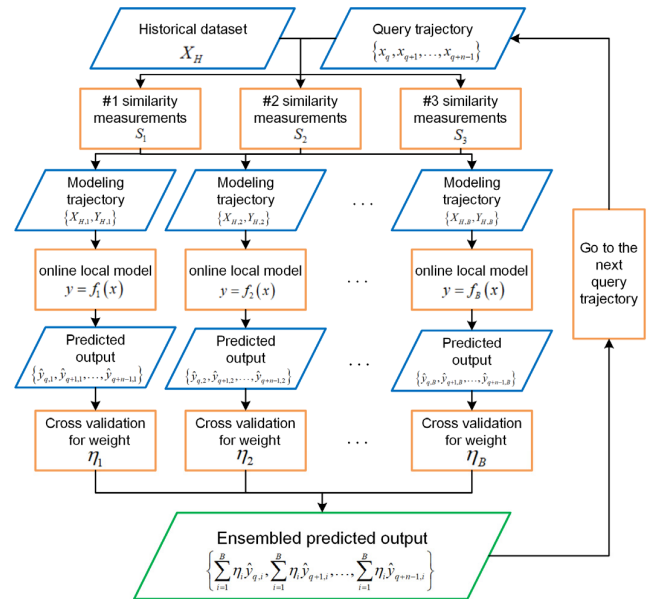 Historical dataset
X_H
Query trajectory
{x_q, x_{q+1}, ..., x_{q+n-1}}
#1 similarity
measurements
S_1
#2 similarity
measurements
S_2
#3 similarity
measurements
S_3
Modeling
trajectory
{X_{H,1}, Y_{H,1}}
Modeling
trajectory
{X_{H,2}, Y_{H,2}}
. . .
Modeling
trajectory
{X_{H,B}, Y_{H,B}}
online local model
y = f_1(x)
online local model
y = f_2(x)
. . .
online local model
y = f_B(x)
Go to the
next
query
trajectory
Predicted
output
{ŷ_{q,1}, ŷ_{q+1,1}, ..., ŷ_{q+n-1,1}}
Predicted
output
{ŷ_{q,2}, ŷ_{q+1,2}, ..., ŷ_{q+n-1,2}}
. . .
Predicted
output
{ŷ_{q,B}, ŷ_{q+1,B}, ..., ŷ_{q+n-1,B}}
Cross validation
for weight
η_1
Cross validation
for weight
η_2
. . .
Cross validation
for weight
η_B
Ensembled predicted output
{∑_{i=1}^{B} η_i ŷ_{q,i}, ∑_{i=1}^{B} η_i ŷ_{q+1,i}, ..., ∑_{i=1}^{B} η_i ŷ_{q+n-1,i}}